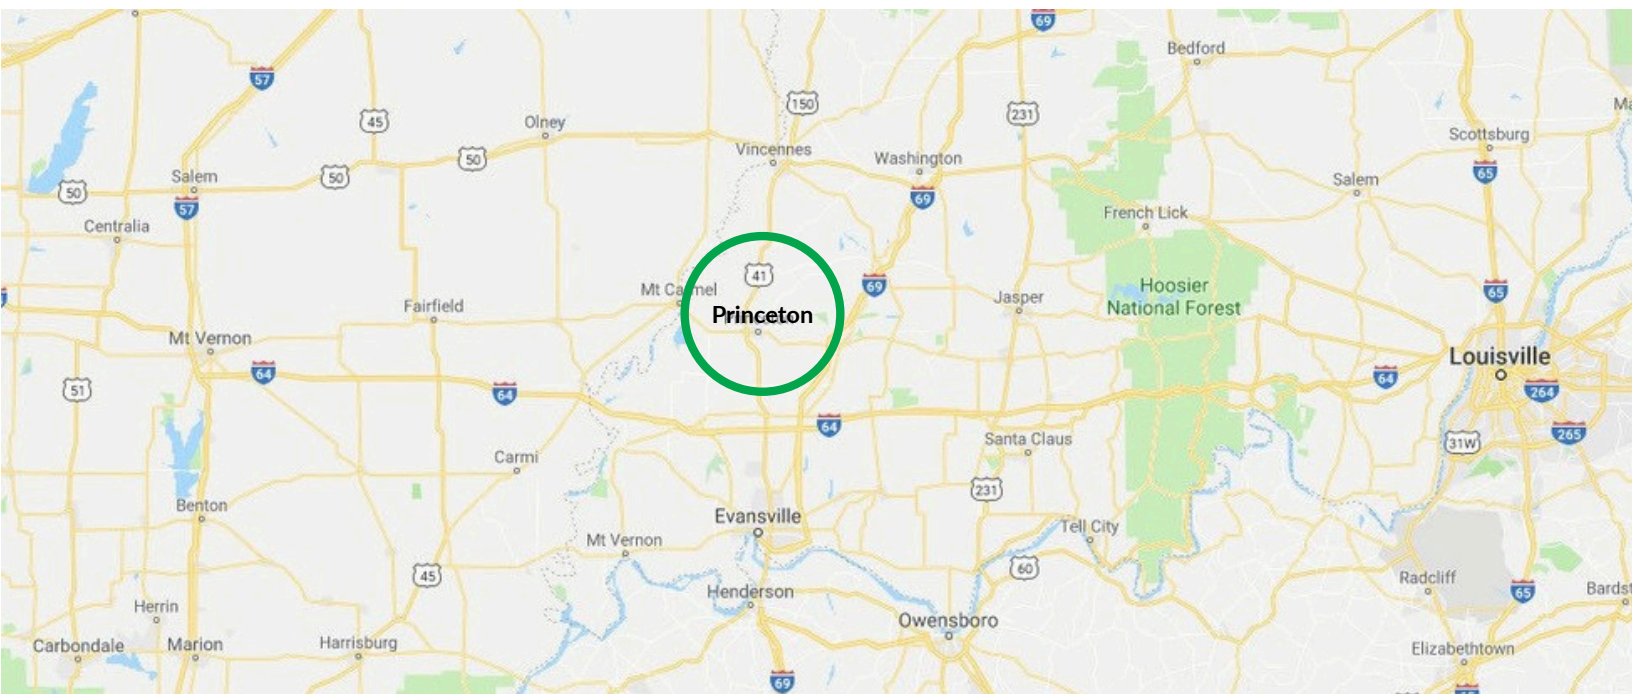 69
Bedford
57
150
231
Ma
45
Olney
Scottsburg
Vincennes
Washington
50
50
65
Salem
Salem
50
69
57
French Lick
Centralia
41
69
Hoosier
National Forest
Mt Carmel
65
Jasper
Fairfield
Princeton
Mt Vernon
Louisville
64
64
51
64
264
64
265
Santa Claus
31W
Carmi
231
Benton
Evansville
Tell City
Mt Vernon
60
45
Radcliff
Henderson
65
Bardst
Herrin
Owensboro
Carbondale
Marion
Harrisburg
Elizabethtown
69